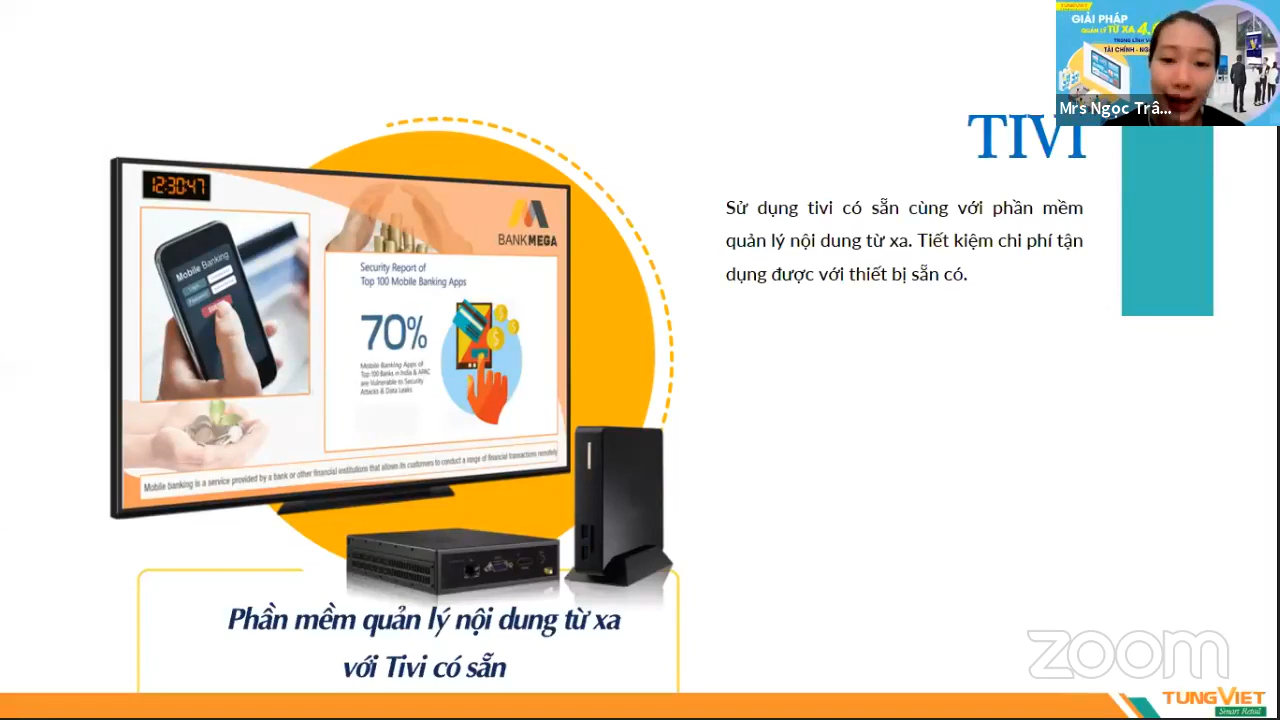 TUNGVIET
GIẢI PHÁP
QUẢN LÝ TỪ XA 4.
TÀI CHÍNH - NG
Mrs Ngọc Trâ...
TIVI
Sử dụng tivi có sẵn cùng với phần mềm
quản lý nội dung từ xa. Tiết kiệm chi phí tận
dụng được với thiết bị sẵn có.
12:30:47
BANKMEGA
Mobile Banking
Security Report of
Top 100 Mobile Banking Apps
70%
Mobile Banking Apps of
Top 100 Banks in India & APAC
are Vulnerable to Security
Attacks & Data Leaks
Mobile banking is a service provided by a bank or other financial institutions that allows its customers to conduct a range of financial transactions remotely
Phần mềm quản lý nội dung từ xa
với Tivi có sẵn
zoom
TUNGVIET
Smart Retail